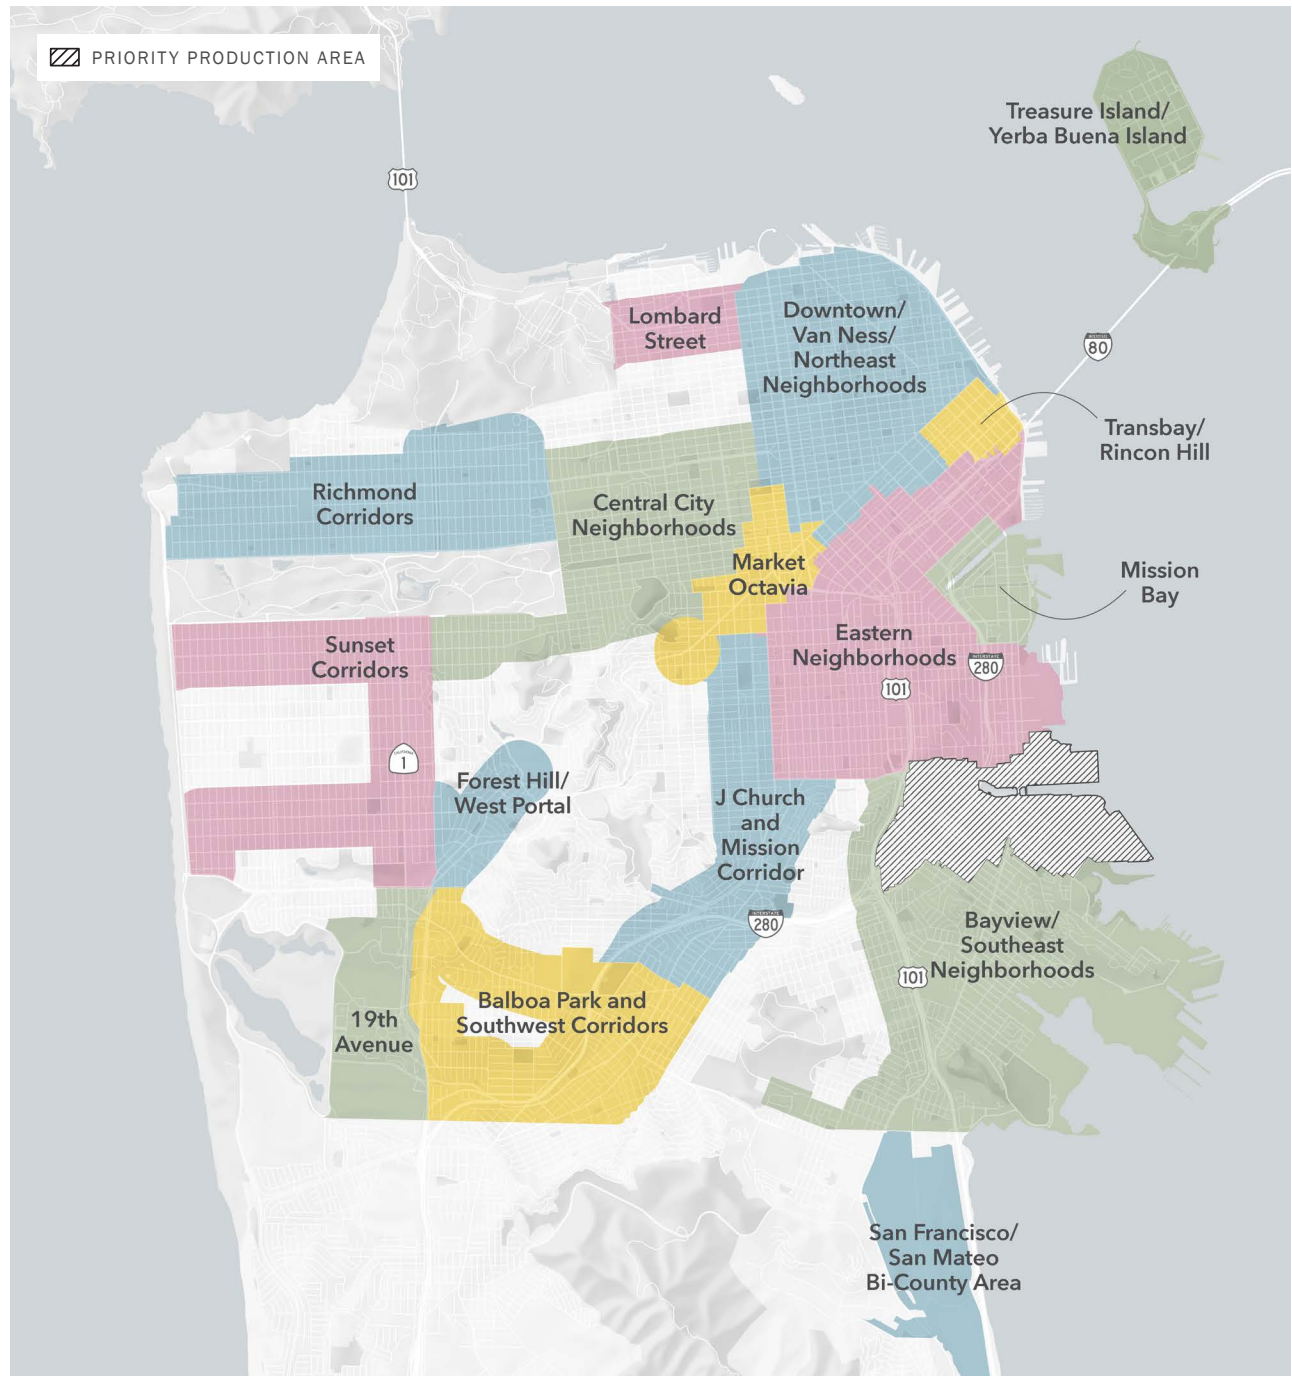 PRIORITY PRODUCTION AREA
Treasure Island/
Yerba Buena Island
101
Lombard
Street
Downtown/
Van Ness/
Northeast
Neighborhoods
80
Transbay/
Rincon Hill
Richmond
Corridors
Central City
Neighborhoods
Market
Octavia
Mission
Bay
Sunset
Corridors
Eastern
Neighborhoods
INTERSTATE
280
101
CALIFORNIA
1
Forest Hill/
West Portal
J Church
and
Mission
Corridor
INTERSTATE
280
Bayview/
Southeast
Neighborhoods
101
Balboa Park and
Southwest Corridors
19th
Avenue
San Francisco/
San Mateo
Bi-County Area